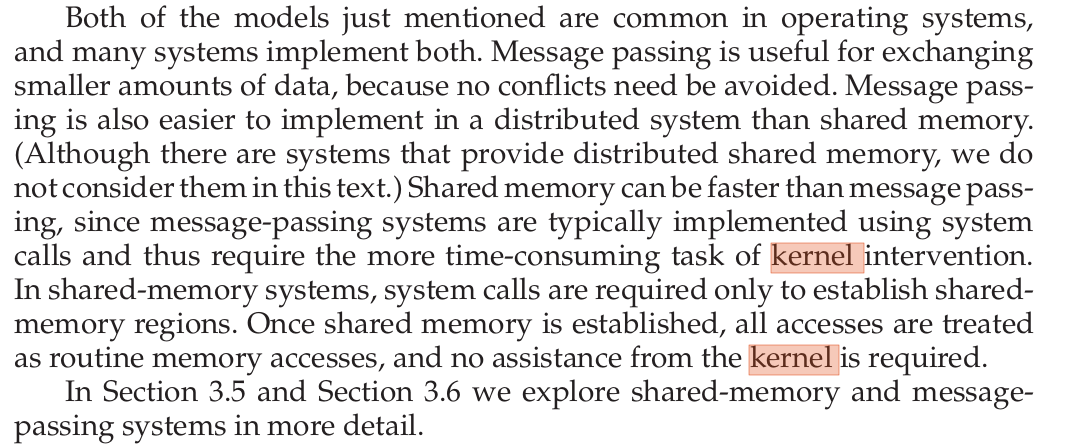 Both of the models just mentioned are common in operating systems,
and many systems implement both. Message passing is useful for exchanging
smaller amounts of data, because no conflicts need be avoided. Message pass-
ing is also easier to implement in a distributed system than shared memory.
(Although there are systems that provide distributed shared memory, we do
not consider them in this text.) Shared memory can be faster than message pass-
ing, since message-passing systems are typically implemented using system
calls and thus require the more time-consuming task of kernel intervention.
In shared-memory systems, system calls are required only to establish shared-
memory regions. Once shared memory is established, all accesses are treated
as routine memory accesses, and no assistance from the kernel is required.
In Section 3.5 and Section 3.6 we explore shared-memory and message-
passing systems in more detail.